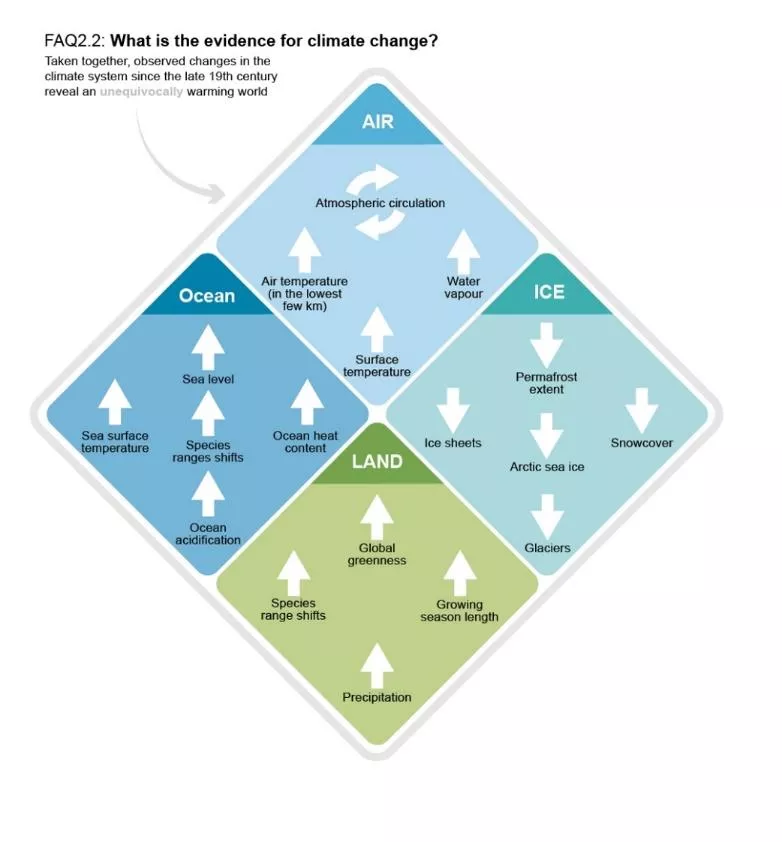 FAQ2.2: What is the evidence for climate change?
Taken together, observed changes in the
climate system since the late 19th century
reveal an unequivocally warming world
AIR
Atmospheric circulation
Air temperature
(in the lowest
few km)
Water
vapour
Surface
temperature
Ocean
Sea level
Sea surface
temperature
Species
ranges shifts
Ocean heat
content
Ocean
acidification
ICE
Permafrost
extent
Ice sheets
Arctic sea ice
Snowcover
Glaciers
LAND
Global
greenness
Species
range shifts
Growing
season length
Precipitation